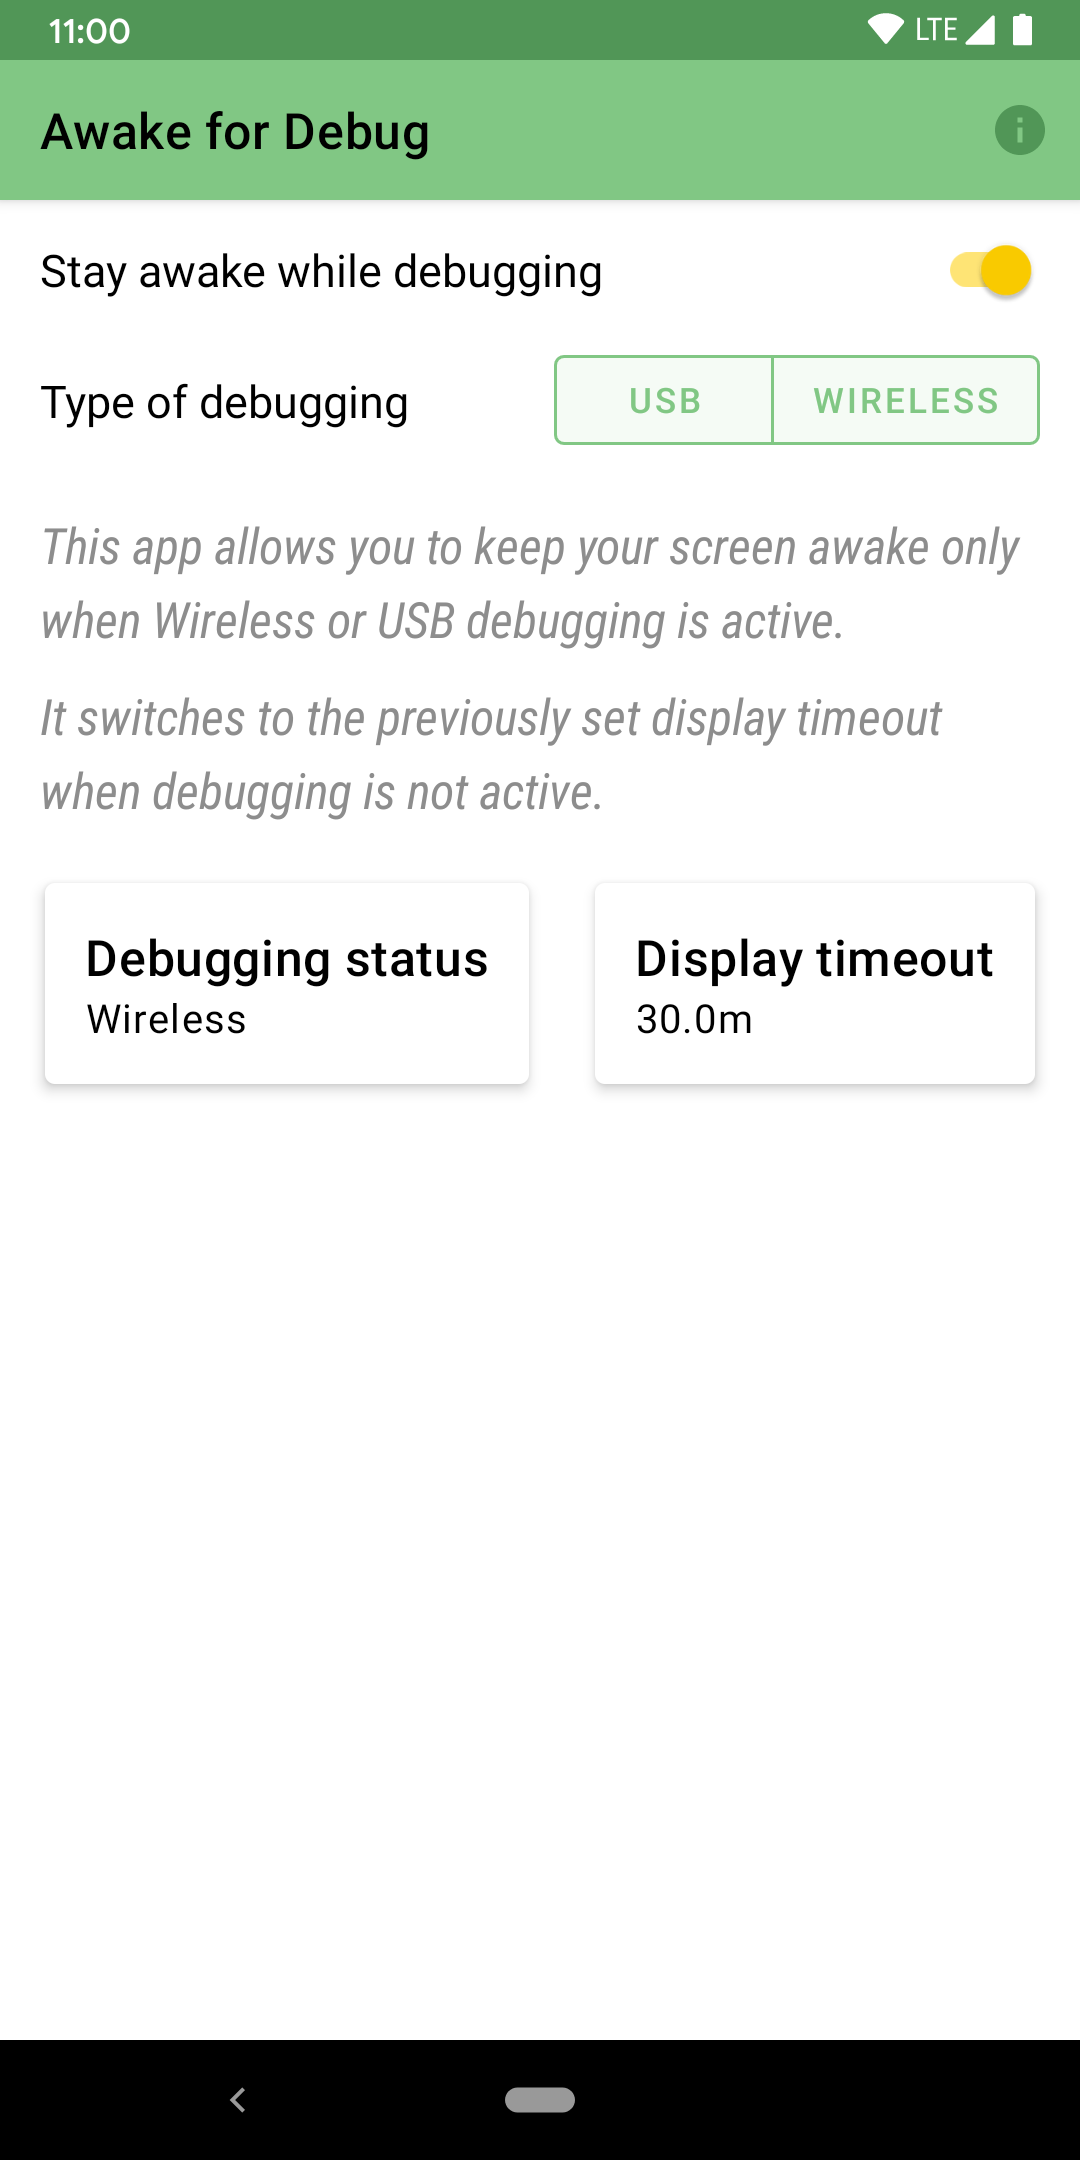 11:00 LTE
Awake for Debug
Stay awake while debugging
Type of debugging USB WIRELESS
This app allows you to keep your screen awake only
when Wireless or USB debugging is active.
It switches to the previously set display timeout
when debugging is not active.
Debugging status
Wireless
Display timeout
30.0m